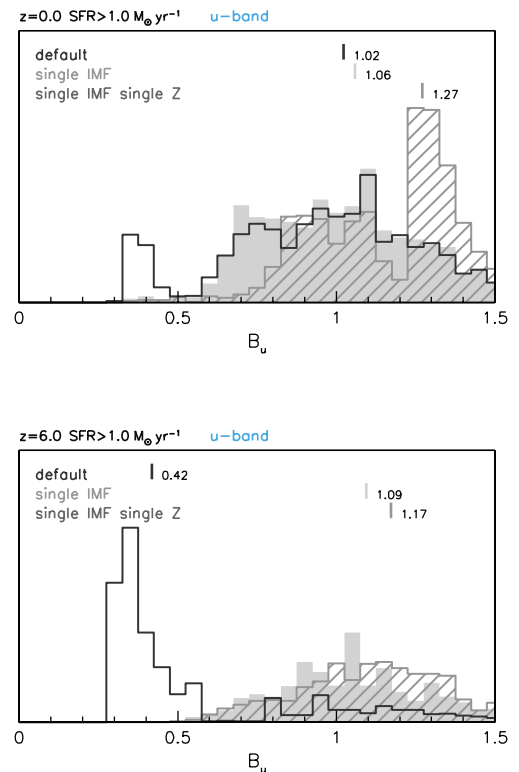 z=0.0 SFR>1.0 M⊙ yr⁻¹ u-band
default 1.02
single IMF 1.06
single IMF single Z 1.27
0 0.5 1 1.5
Bᵤ
z=6.0 SFR>1.0 M⊙ yr⁻¹ u-band
default 0.42
single IMF 1.09
single IMF single Z 1.17
0 0.5 1 1.5
Bᵤ